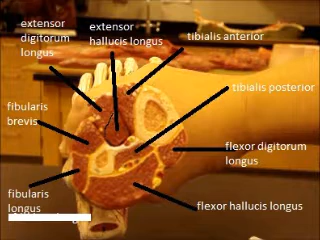 extensor
digitorum
longus
extensor
hallucis longus
tibialis anterior
tibialis posterior
fibularis
brevis
flexor digitorum
longus
fibularis
longus
flexor hallucis longus